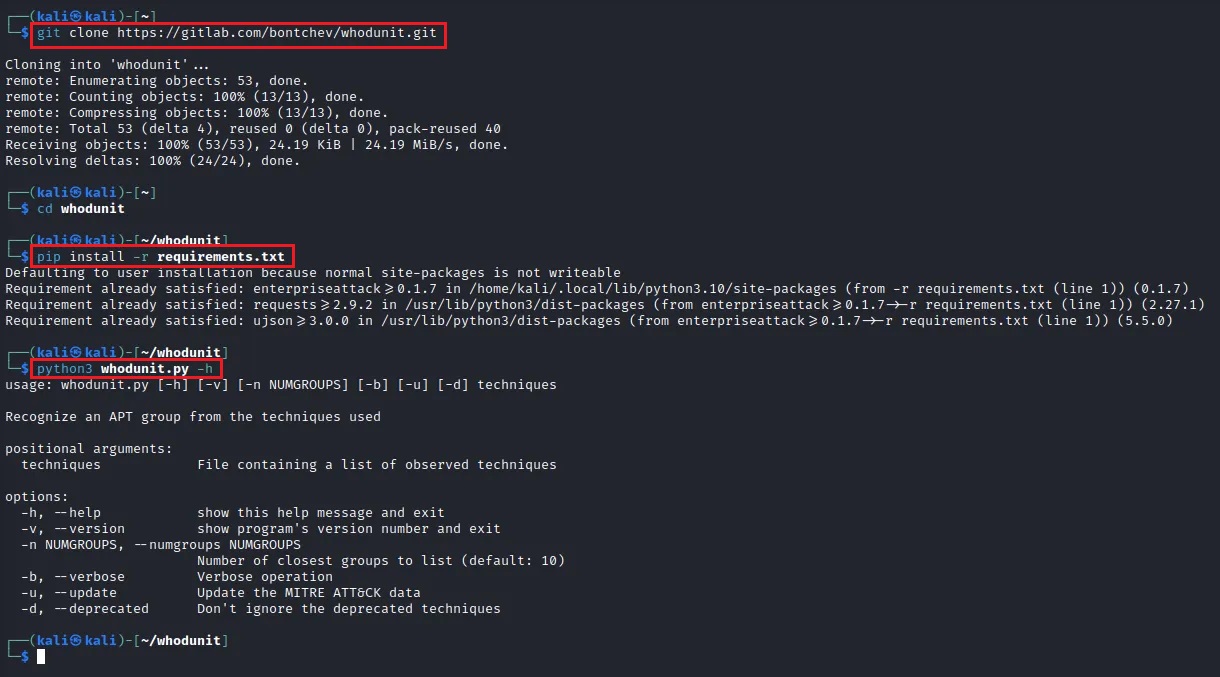 ┌──(kali㉿kali)-[~]
└─$ git clone https://gitlab.com/bontchev/whodunit.git
Cloning into 'whodunit'...
remote: Enumerating objects: 53, done.
remote: Counting objects: 100% (13/13), done.
remote: Compressing objects: 100% (13/13), done.
remote: Total 53 (delta 4), reused 0 (delta 0), pack-reused 40
Receiving objects: 100% (53/53), 24.19 KiB | 24.19 MiB/s, done.
Resolving deltas: 100% (24/24), done.
┌──(kali㉿kali)-[~]
└─$ cd whodunit
┌──(kali㉿kali)-[~/whodunit]
└─$ pip install -r requirements.txt
Defaulting to user installation because normal site-packages is not writeable
Requirement already satisfied: enterpriseattack>=0.1.7 in /home/kali/.local/lib/python3.10/site-packages (from -r requirements.txt (line 1)) (0.1.7)
Requirement already satisfied: requests>=2.9.2 in /usr/lib/python3/dist-packages (from enterpriseattack>=0.1.7->-r requirements.txt (line 1)) (2.27.1)
Requirement already satisfied: ujson>=3.0.0 in /usr/lib/python3/dist-packages (from enterpriseattack>=0.1.7->-r requirements.txt (line 1)) (5.5.0)
┌──(kali㉿kali)-[~/whodunit]
└─$ python3 whodunit.py -h
usage: whodunit.py [-h] [-v] [-n NUMGROUPS] [-b] [-u] [-d] techniques
Recognize an APT group from the techniques used
positional arguments:
techniques File containing a list of observed techniques
options:
-h, --help show this help message and exit
-v, --version show program's version number and exit
-n NUMGROUPS, --numgroups NUMGROUPS
Number of closest groups to list (default: 10)
-b, --verbose Verbose operation
-u, --update Update the MITRE ATT&CK data
-d, --deprecated Don't ignore the deprecated techniques
┌──(kali㉿kali)-[~/whodunit]
└─$